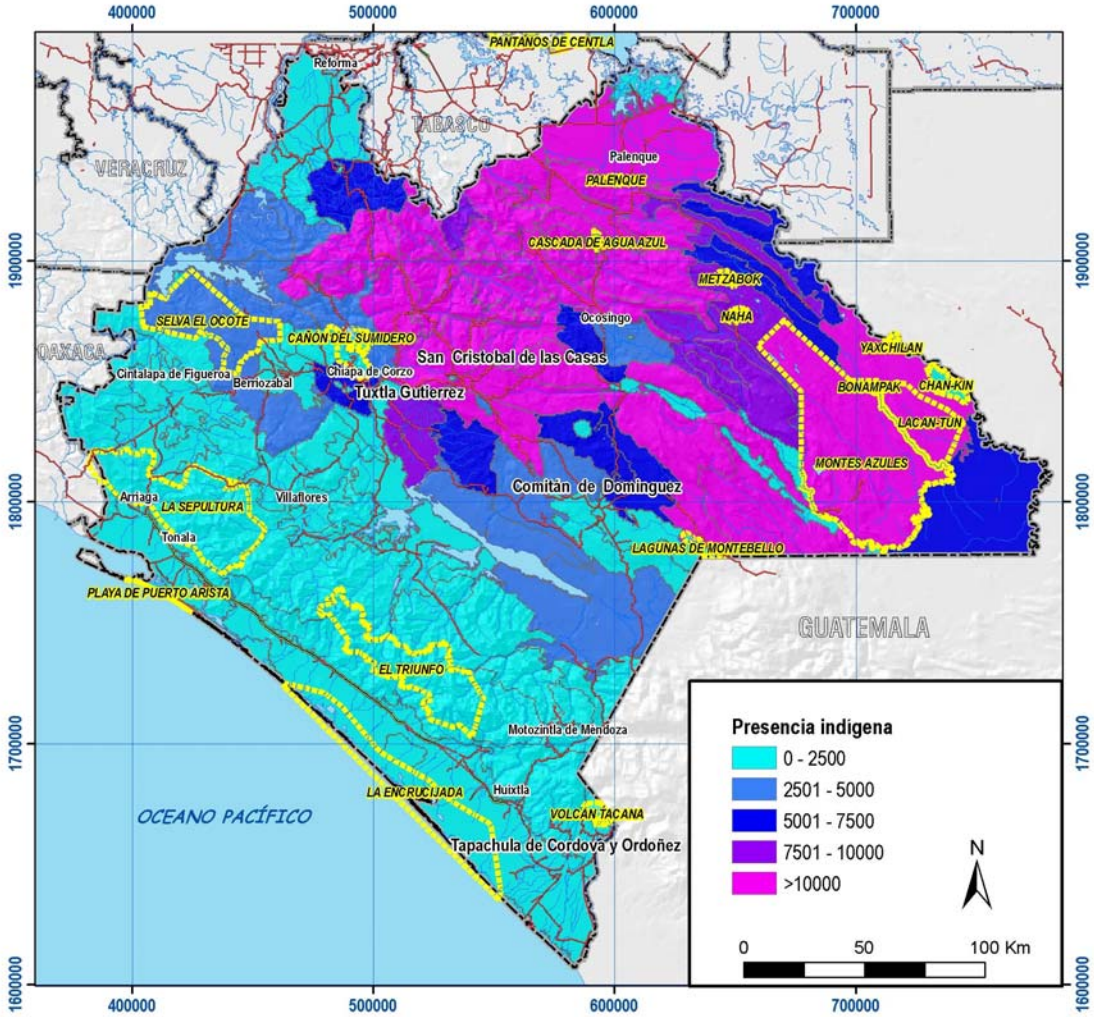 400000
500000
600000
700000
PANTANOS DE CENTLA
Reforma
TABASCO
VERACRUZ
Palenque
PALENQUE
1900000
CASCADA DE AGUA AZUL
1900000
METZABOK
NAHA
Ocosingo
SELVA EL OCOTE
CAÑON DEL SUMIDERO
YAXCHILAN
OAXACA
San Cristobal de las Casas
Cintalapa de Figueroa
Chiapa de Corzo
Berriozabal
BONAMPAK
CHAN-KIN
Tuxtla Gutierrez
LACAN-TUN
MONTES AZULES
Comitán de Dominguez
Arriaga
LA SEPULTURA
Villaflores
1800000
1800000
Tonala
LAGUNAS DE MONTEBELLO
PLAYA DE PUERTO ARISTA
GUATEMALA
EL TRIUNFO
Motozintla de Mendoza
1700000
1700000
LA ENCRUCIJADA
Huixtla
VOLCAN TACANA
OCEANO PACÍFICO
Tapachula de Cordova y Ordoñez
Presencia indigena
0 - 2500
2501 - 5000
5001 - 7500
7501 - 10000
>10000
N
0 50 100 Km
1600000
1600000
400000
500000
600000
700000